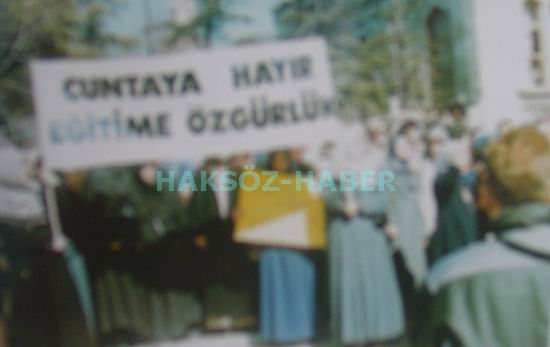 CUNTAYA HAYIR
EĞİTİME ÖZGÜRLÜK
HAKSÖZ-HABER